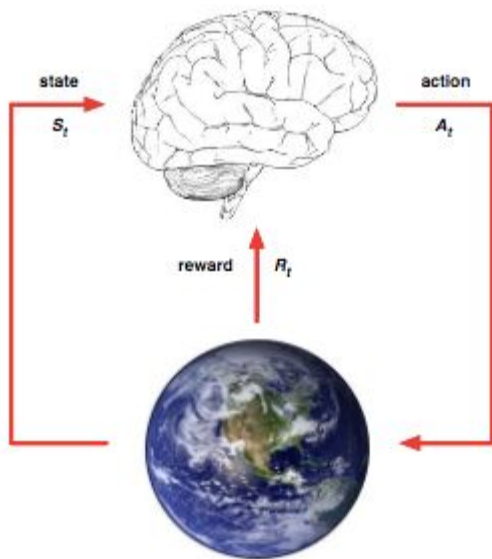 state
S_t
action
A_t
reward
R_t